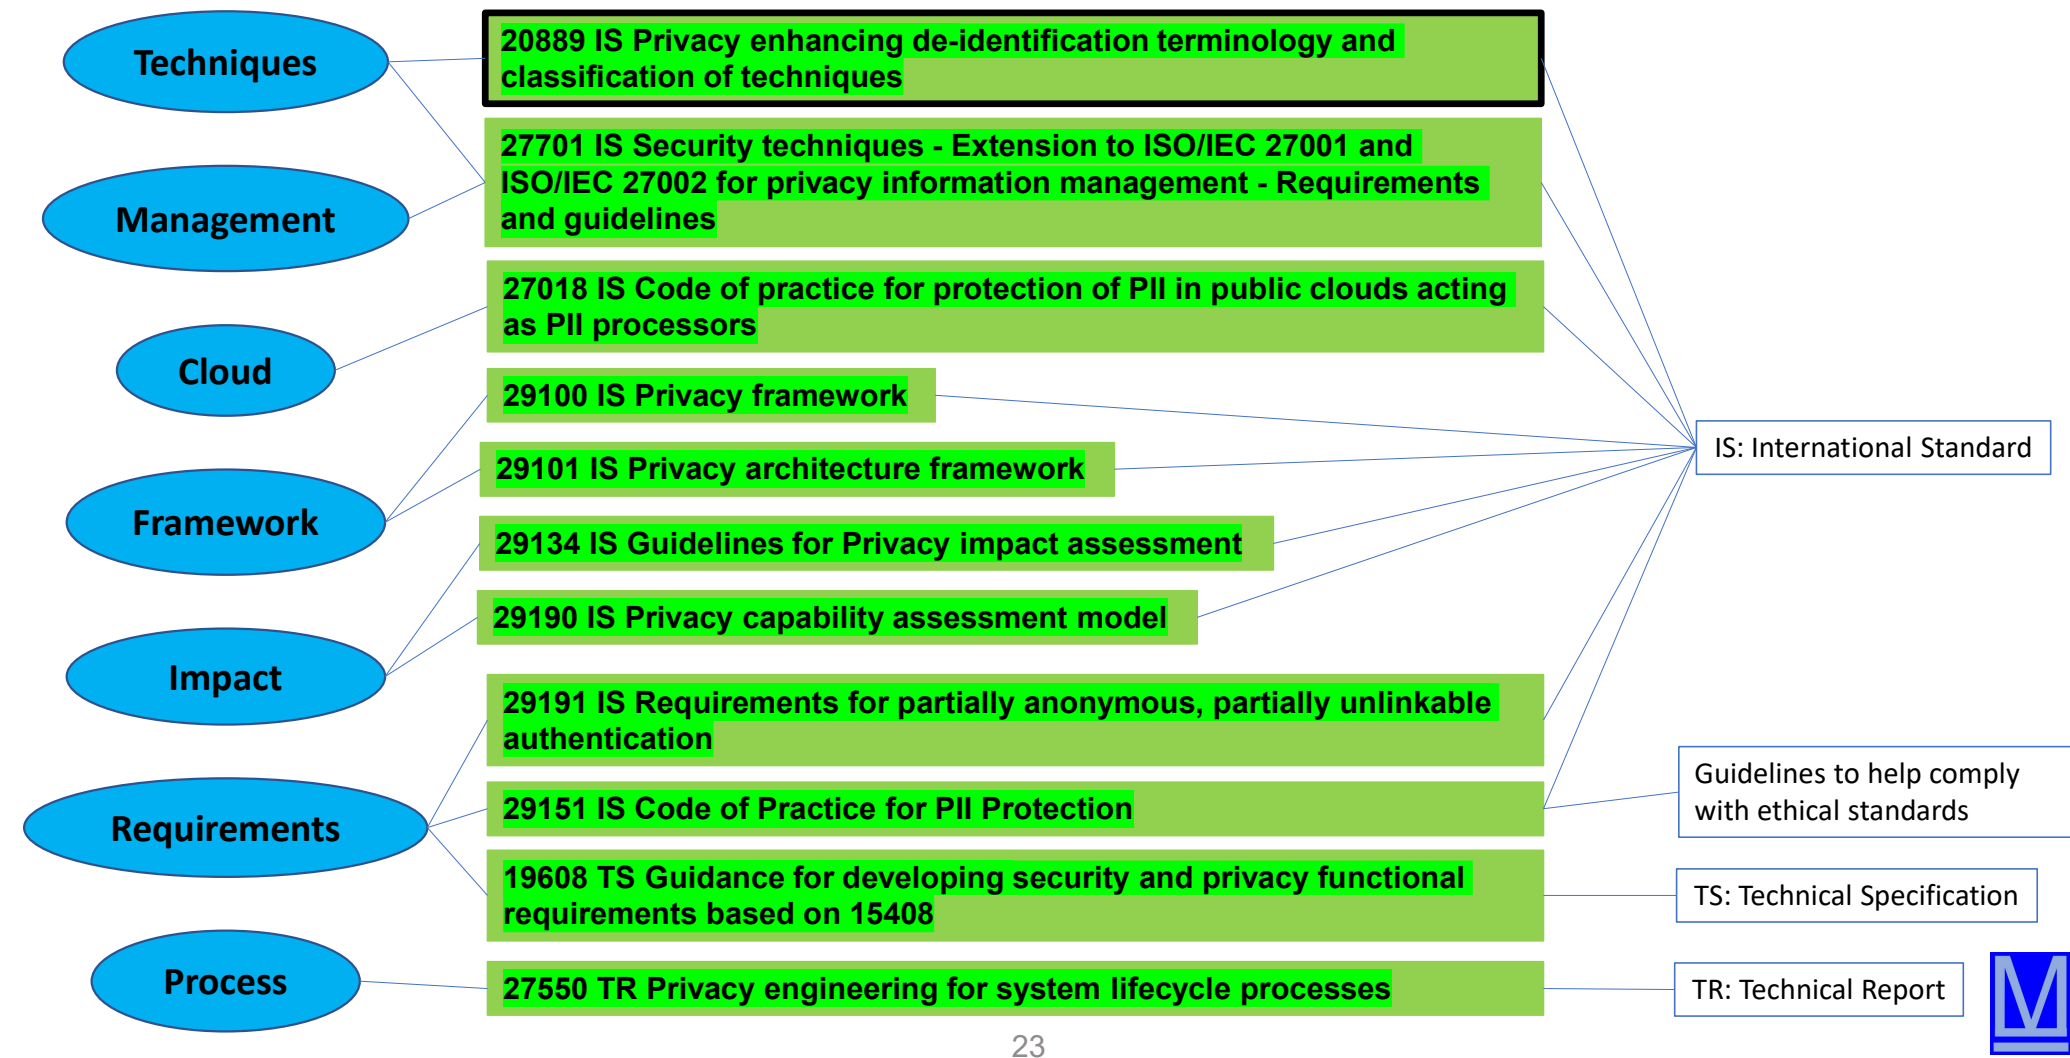 Techniques
20889 IS Privacy enhancing de-identification terminology and
classification of techniques
27701 IS Security techniques - Extension to ISO/IEC 27001 and
ISO/IEC 27002 for privacy information management - Requirements
and guidelines
Management
27018 IS Code of practice for protection of PII in public clouds acting
as PII processors
Cloud
29100 IS Privacy framework
IS: International Standard
29101 IS Privacy architecture framework
Framework
29134 IS Guidelines for Privacy impact assessment
29190 IS Privacy capability assessment model
Impact
29191 IS Requirements for partially anonymous, partially unlinkable
authentication
Guidelines to help comply
with ethical standards
29151 IS Code of Practice for PII Protection
Requirements
19608 TS Guidance for developing security and privacy functional
requirements based on 15408
TS: Technical Specification
Process
27550 TR Privacy engineering for system lifecycle processes
TR: Technical Report
M
23